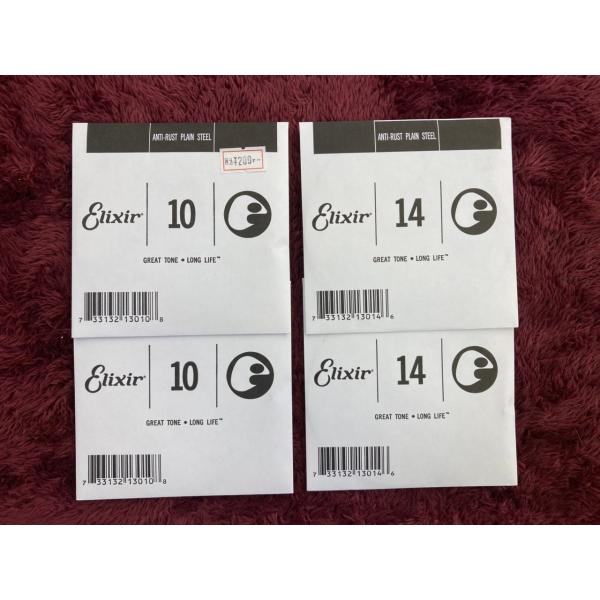 ANTI-RUST PLAIN STEEL
Elixir® 10
GREAT TONE • LONG LIFE™
7 33132 13010 8
ANTI-RUST PLAIN STEEL
Elixir® 14
GREAT TONE • LONG LIFE™
7 33132 13014 6
Elixir® 10
GREAT TONE • LONG LIFE™
7 33132 13010 8
Elixir® 14
GREAT TONE • LONG LIFE™
7 33132 13014 6